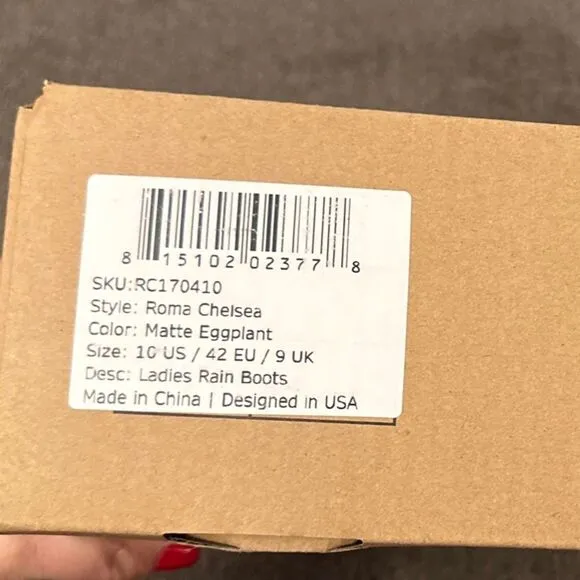 8 15102 02377 8
SKU:RC170410
Style: Roma Chelsea
Color: Matte Eggplant
Size: 10 US / 42 EU / 9 UK
Desc: Ladies Rain Boots
Made in China | Designed in USA